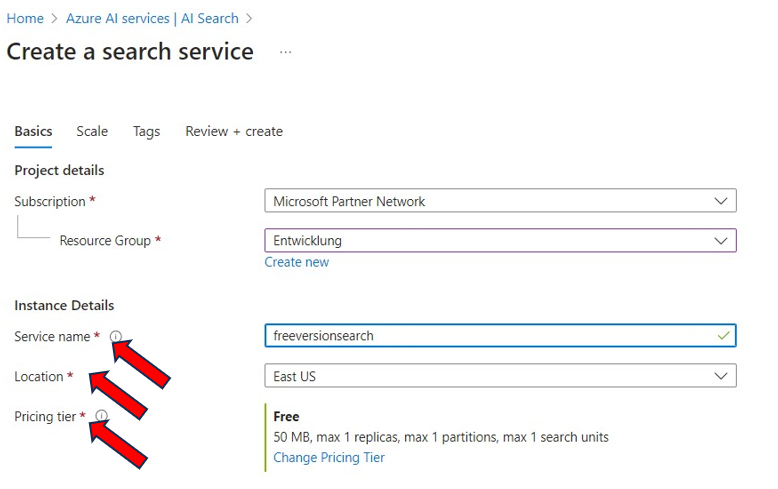 Home > Azure AI services | AI Search >
Create a search service ...
Basics Scale Tags Review + create
Project details
Subscription * Microsoft Partner Network
Resource Group * Entwicklung
Create new
Instance Details
Service name * freeversionsearch
Location * East US
Pricing tier * Free
50 MB, max 1 replicas, max 1 partitions, max 1 search units
Change Pricing Tier